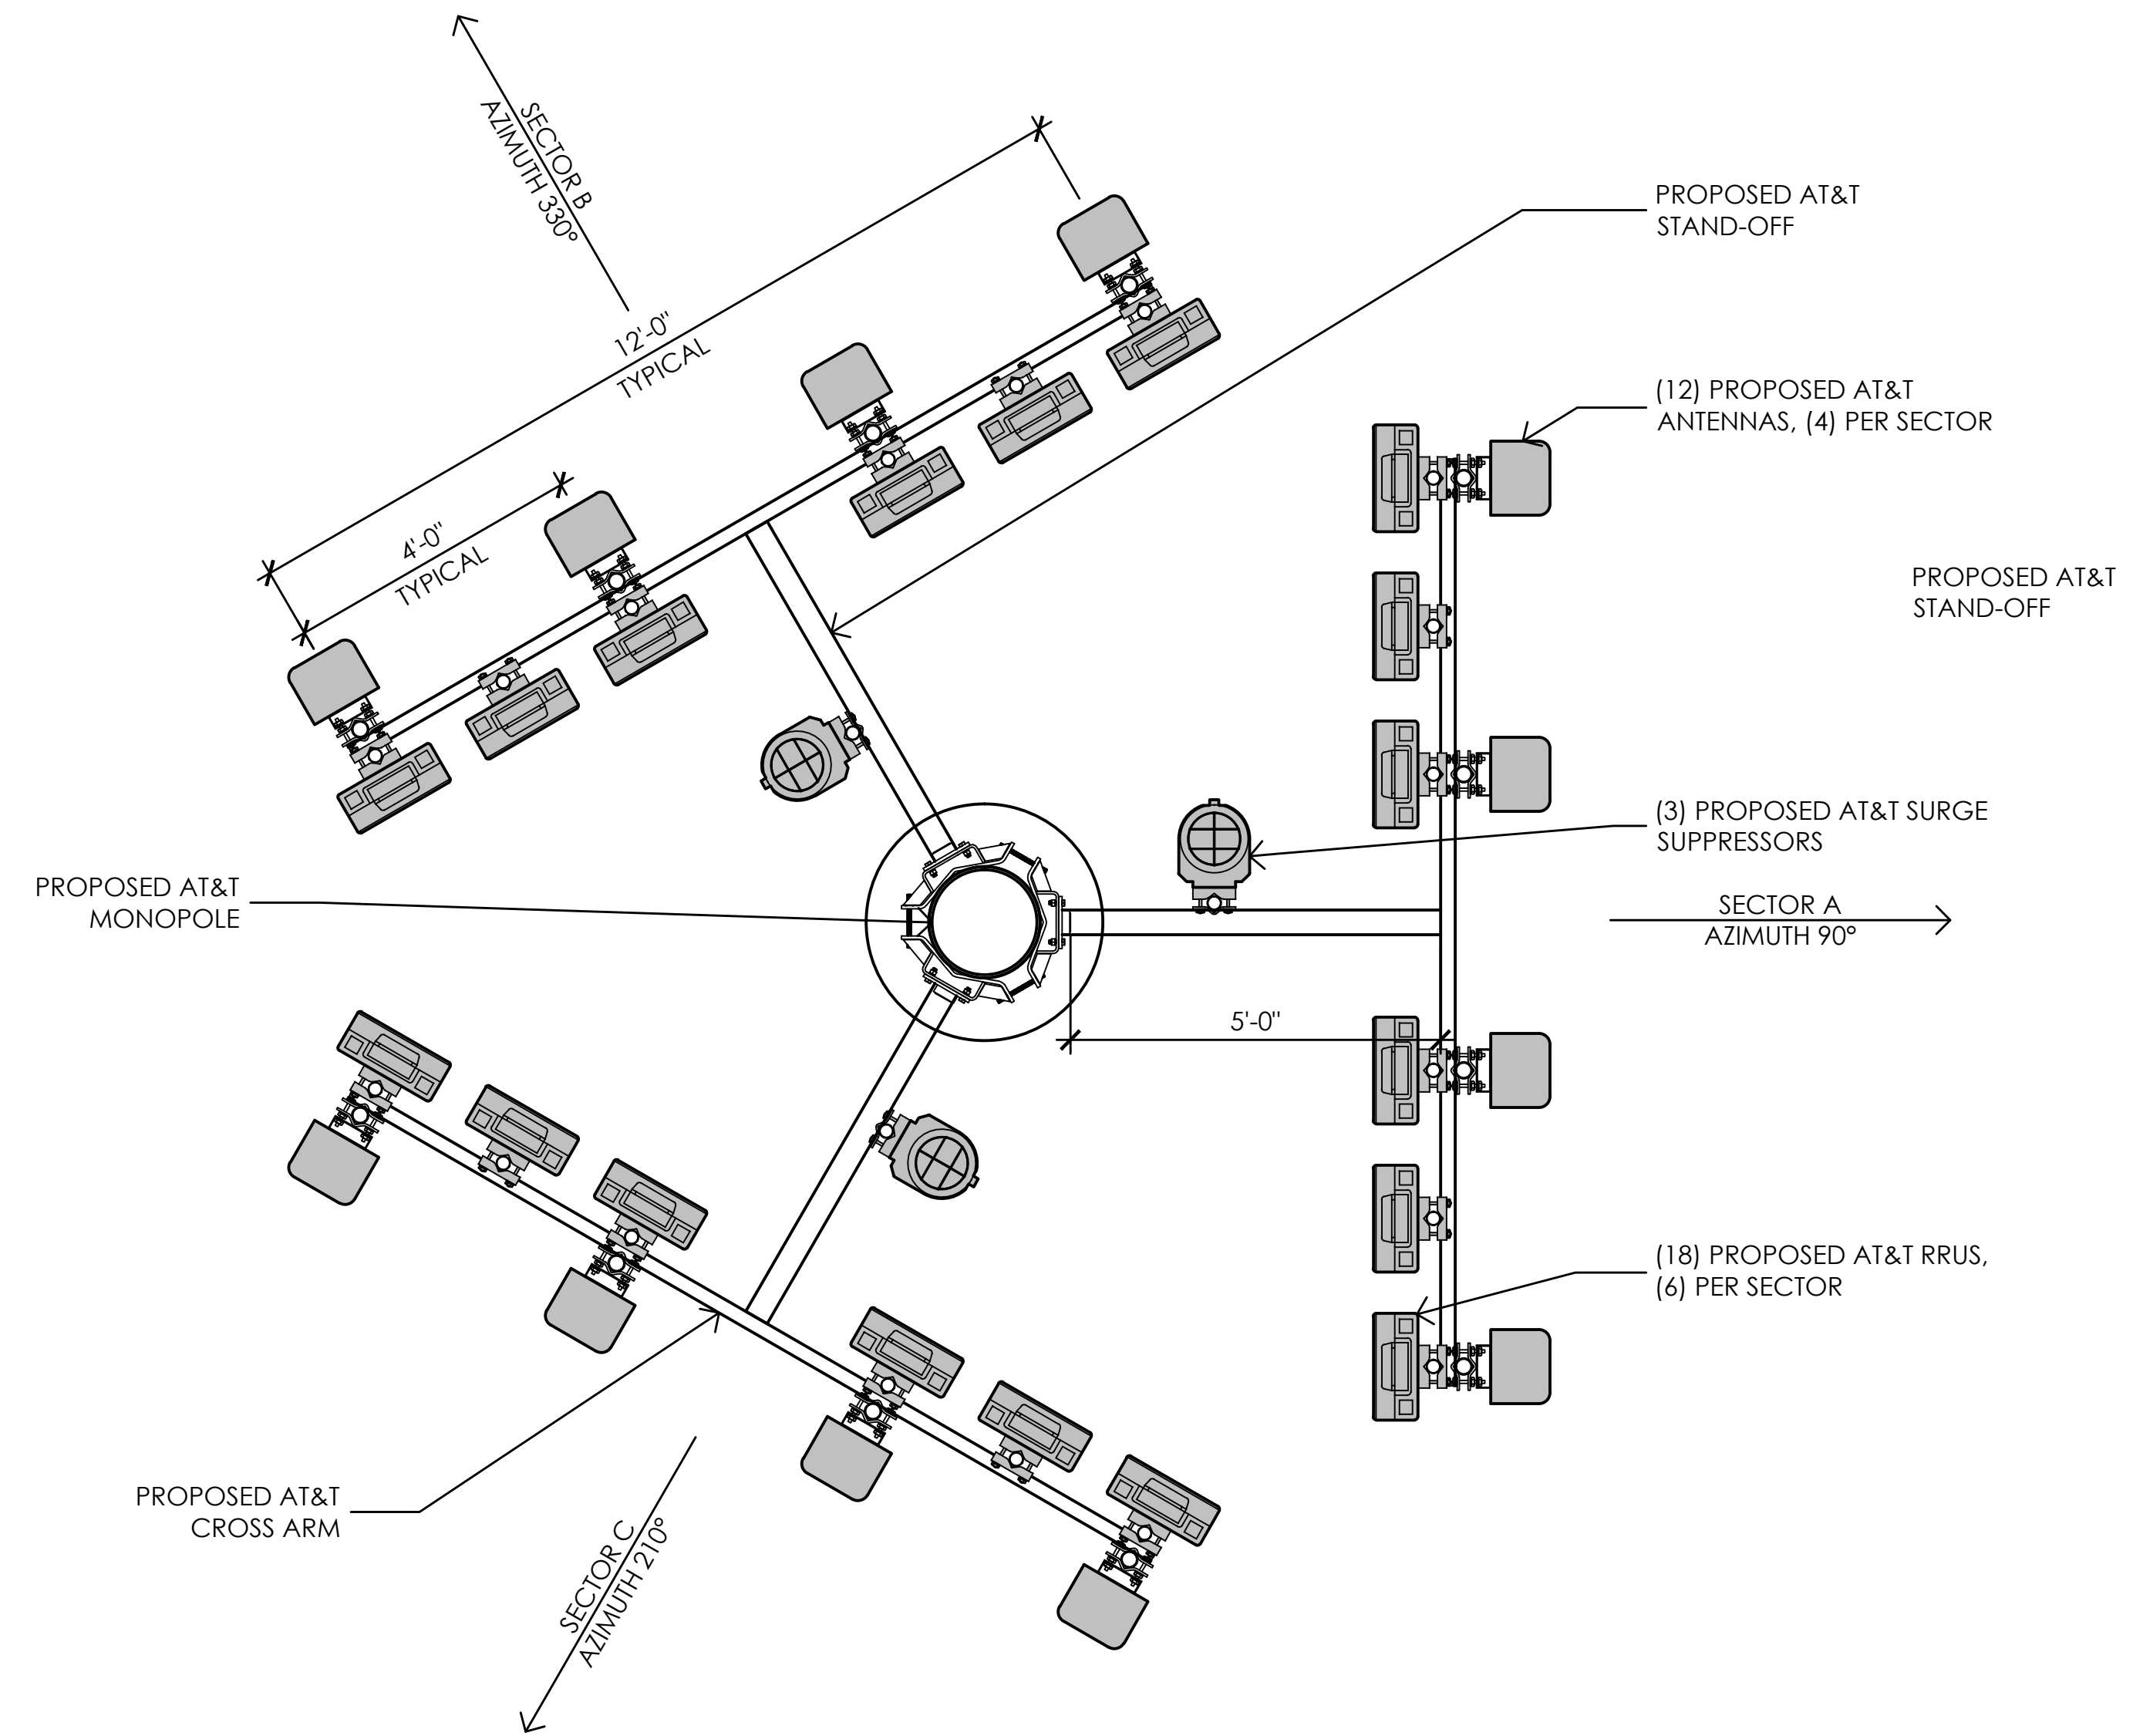 SECTOR B
AZIMUTH 330°
12'-0"
TYPICAL
4'-0"
TYPICAL
PROPOSED AT&T
STAND-OFF
(12) PROPOSED AT&T
ANTENNAS, (4) PER SECTOR
PROPOSED AT&T
STAND-OFF
(3) PROPOSED AT&T SURGE
SUPPRESSORS
PROPOSED AT&T
MONOPOLE
SECTOR A
AZIMUTH 90°
5'-0"
(18) PROPOSED AT&T RRUS,
(6) PER SECTOR
PROPOSED AT&T
CROSS ARM
SECTOR C
AZIMUTH 210°